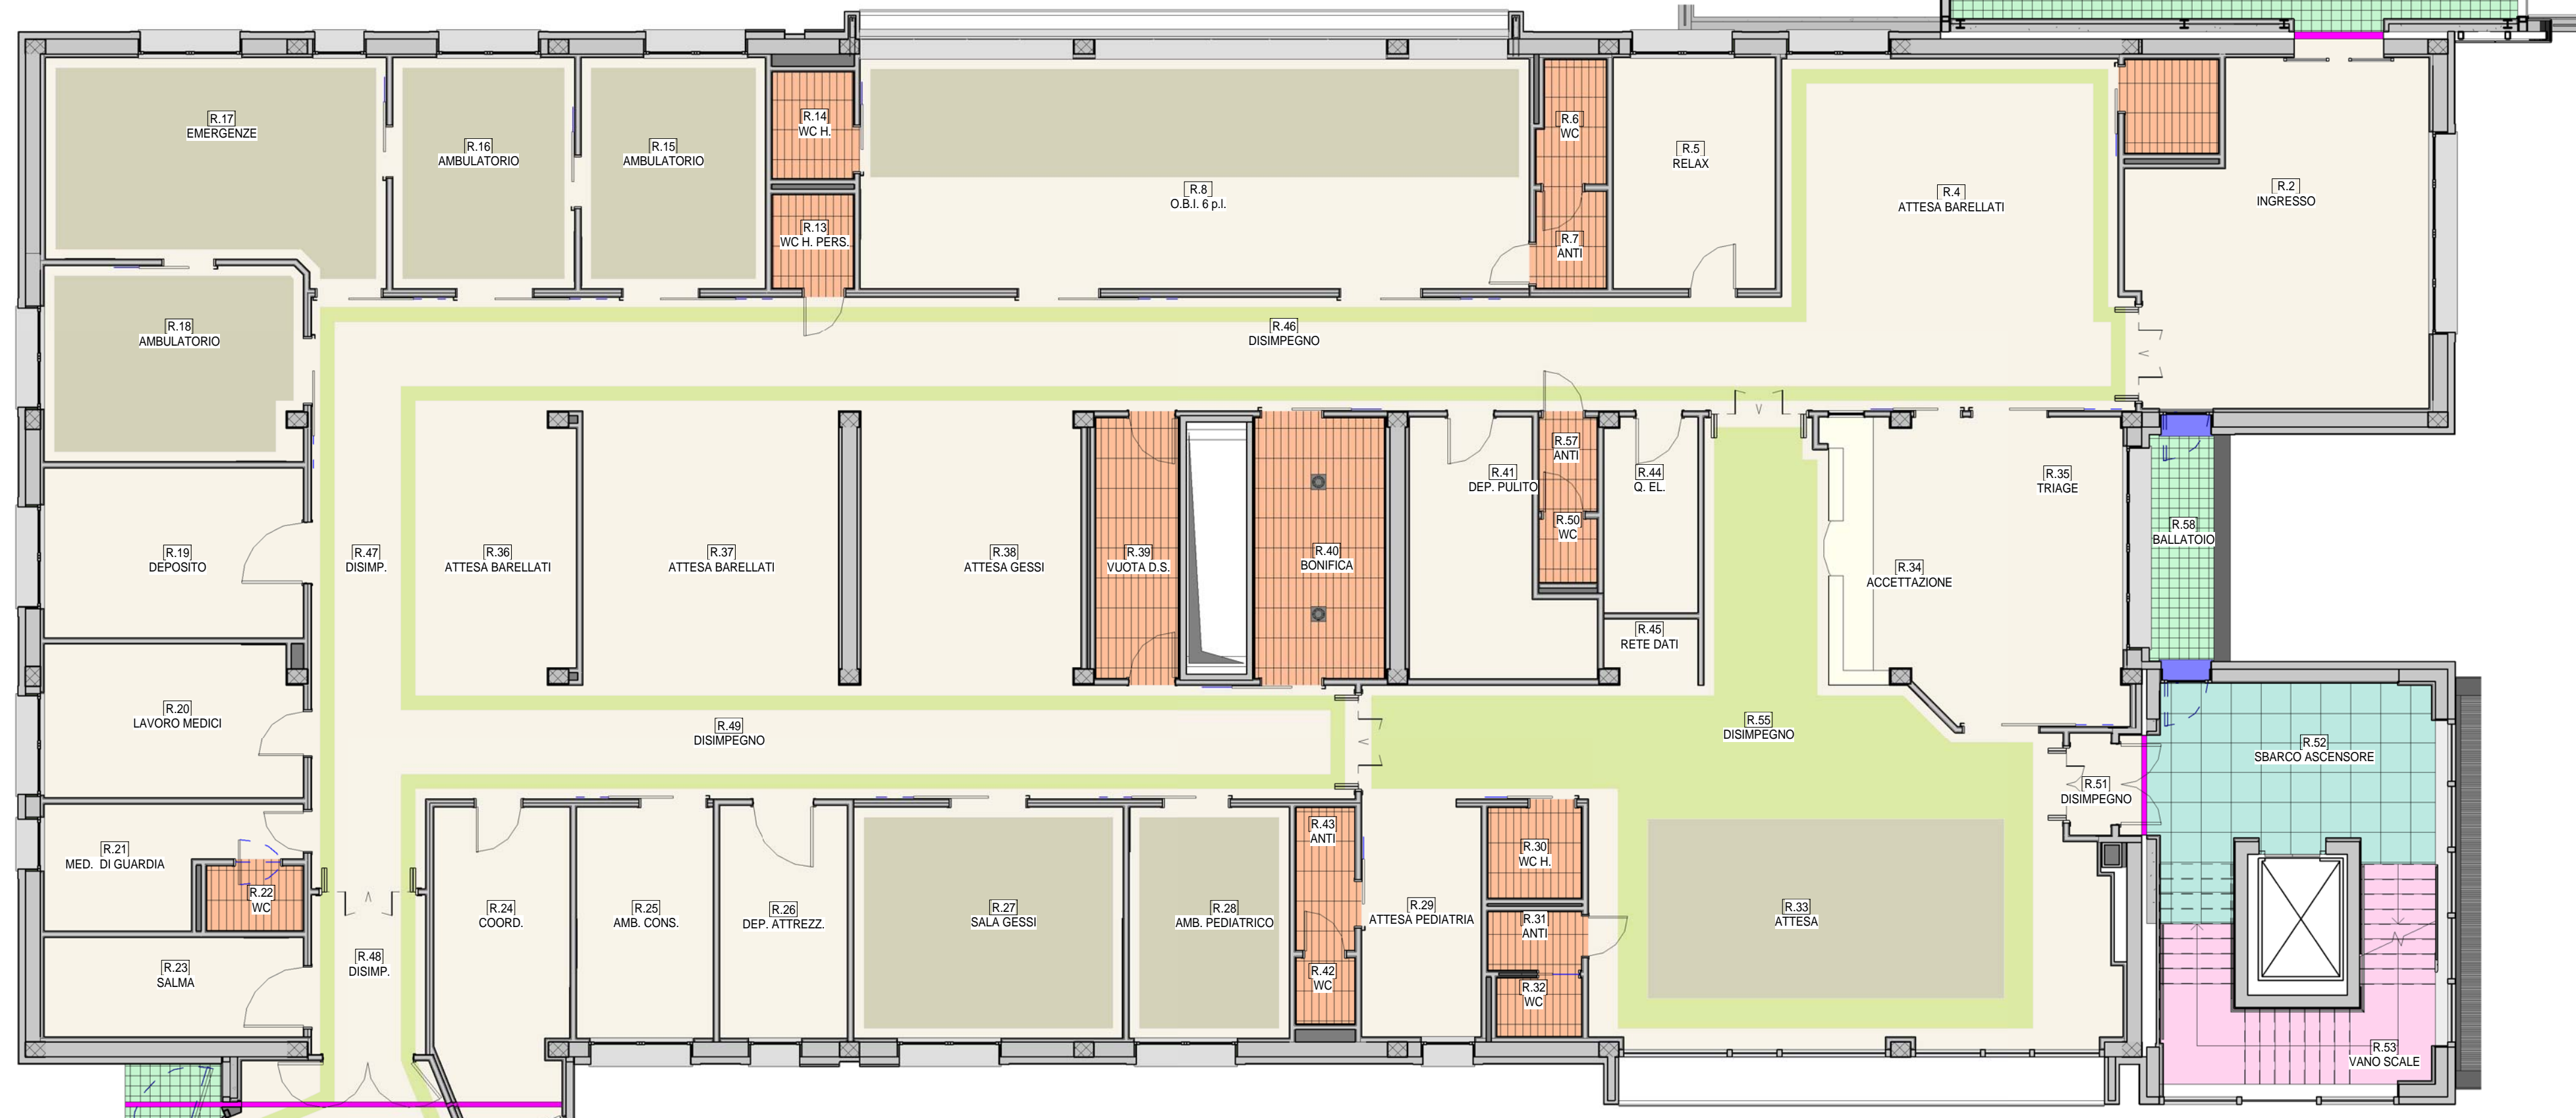 R.17
EMERGENZE
R.16
AMBULATORIO
R.15
AMBULATORIO
R.14
WC H.
R.13
WC H. PERS.
R.8
O.B.I. 6 p.l.
R.6
WC
R.7
ANTI
R.5
RELAX
R.4
ATTESA BARELLATI
R.2
INGRESSO
R.18
AMBULATORIO
R.46
DISIMPEGNO
R.19
DEPOSITO
R.47
DISIMP.
R.36
ATTESA BARELLATI
R.37
ATTESA BARELLATI
R.38
ATTESA GESSI
R.39
VUOTA D.S.
R.40
BONIFICA
R.41
DEP. PULITO
R.57
ANTI
R.50
WC
R.44
Q. EL.
R.45
RETE DATI
R.34
ACCETTAZIONE
R.35
TRIAGE
R.58
BALLATOIO
R.20
LAVORO MEDICI
R.49
DISIMPEGNO
R.55
DISIMPEGNO
R.52
SBARCO ASCENSORE
R.51
DISIMPEGNO
R.21
MED. DI GUARDIA
R.22
WC
R.23
SALMA
R.48
DISIMP.
R.24
COORD.
R.25
AMB. CONS.
R.26
DEP. ATTREZZ.
R.27
SALA GESSI
R.28
AMB. PEDIATRICO
R.43
ANTI
R.42
WC
R.29
ATTESA PEDIATRIA
R.30
WC H.
R.31
ANTI
R.32
WC
R.33
ATTESA
R.53
VANO SCALE